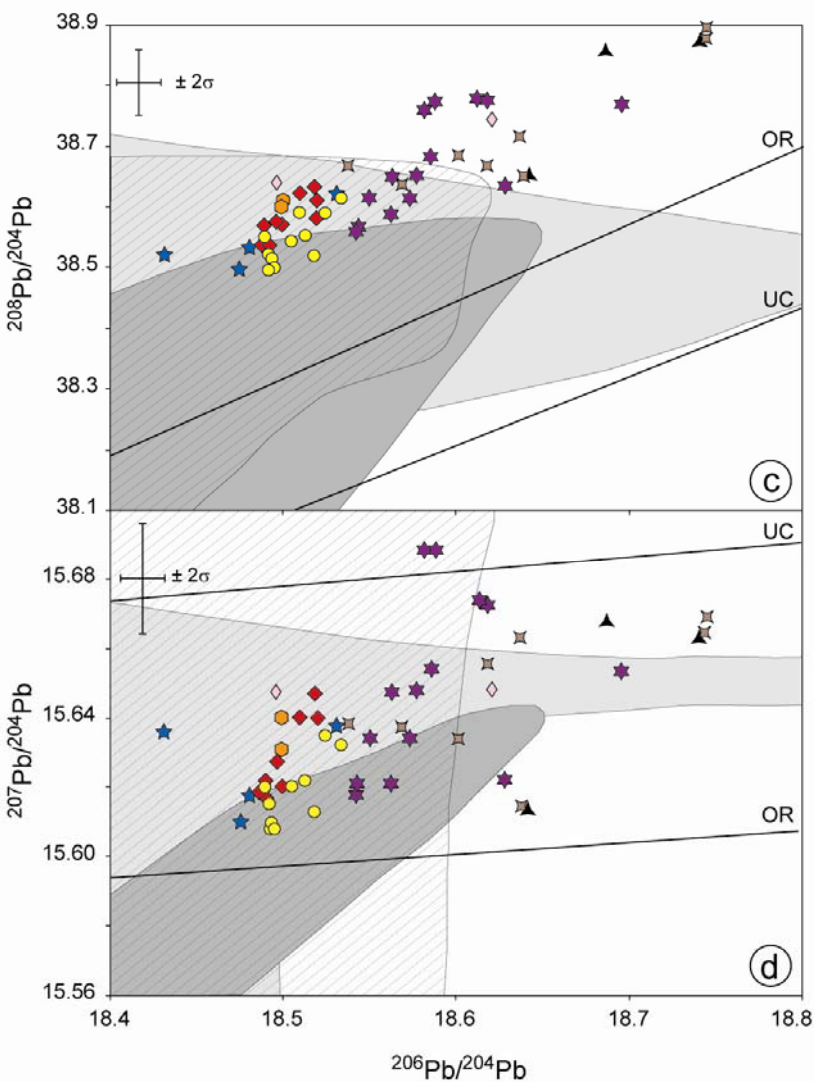 38.9
± 2σ
38.7
OR
38.5
UC
38.3
38.1
c
²⁰⁸Pb/²⁰⁴Pb
± 2σ
UC
15.68
15.64
OR
15.60
15.56
d
²⁰⁷Pb/²⁰⁴Pb
18.4
18.5
18.6
18.7
18.8
²⁰⁶Pb/²⁰⁴Pb